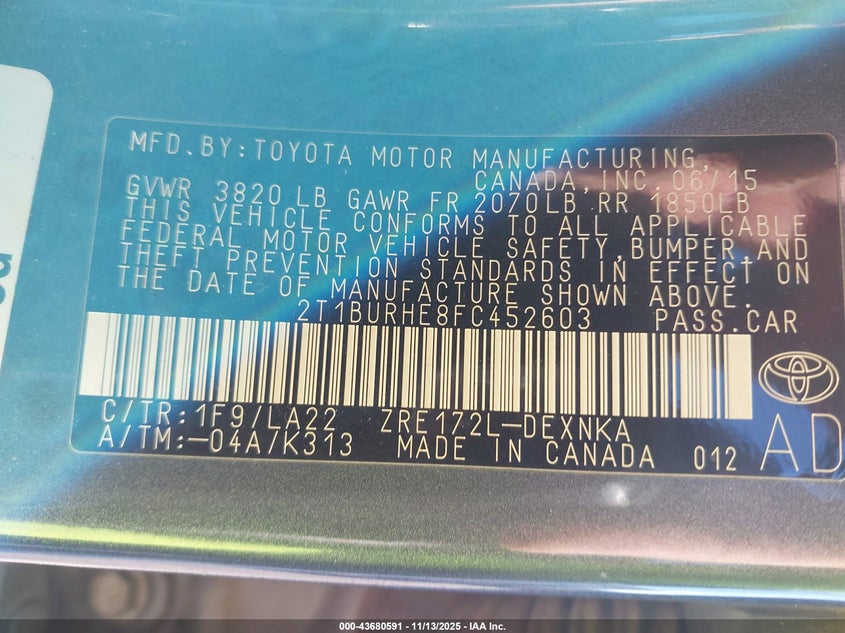 MFD.BY:TOYOTA MOTOR MANUFACTURING,
CANADA,INC. 06/15
GVWR 3820 LB GAWR FR 2070LB RR 1850LB
THIS VEHICLE CONFORMS TO ALL APPLICABLE
FEDERAL MOTOR VEHICLE SAFETY,BUMPER,AND
THEFT PREVENTION STANDARDS IN EFFECT ON
THE DATE OF MANUFACTURE SHOWN ABOVE.
2T1BURHE8FC452603 PASS.CAR
C/TR:1F9/LA22 ZRE172L-DEXNKA
A/TM:-04A/K313 MADE IN CANADA 012 AD
000-43680591 - 11/13/2025 - IAA Inc.